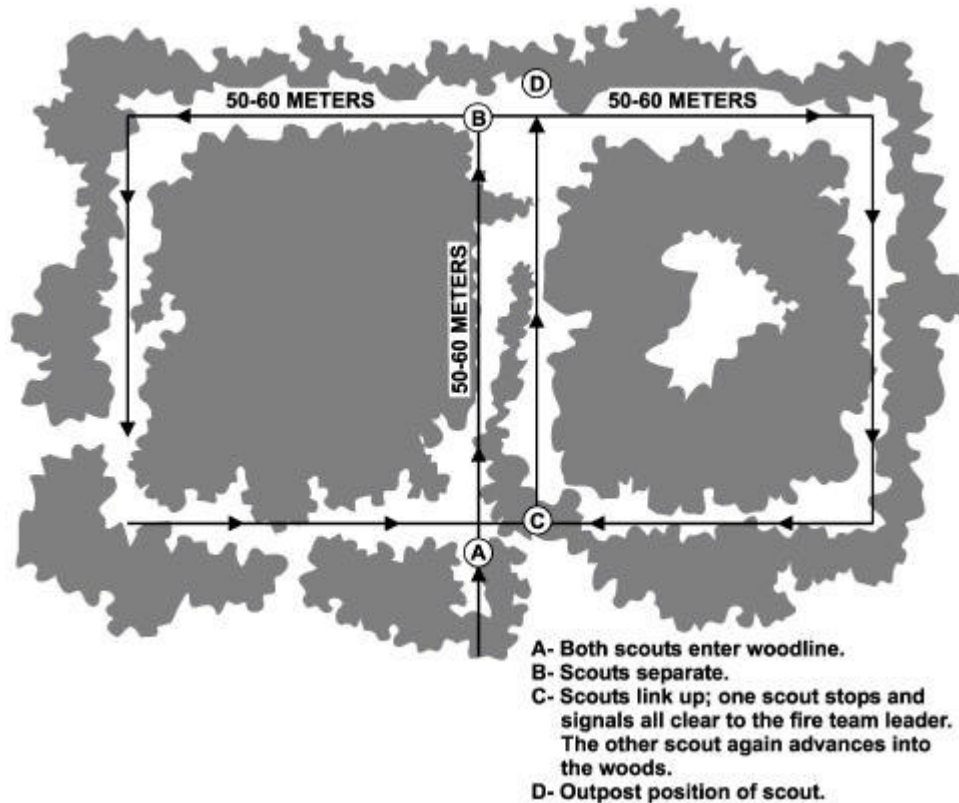 D
50-60 METERS
50-60 METERS
B
50-60 METERS
C
A
A- Both scouts enter woodline.
B- Scouts separate.
C- Scouts link up; one scout stops and
signals all clear to the fire team leader.
The other scout again advances into
the woods.
D- Outpost position of scout.